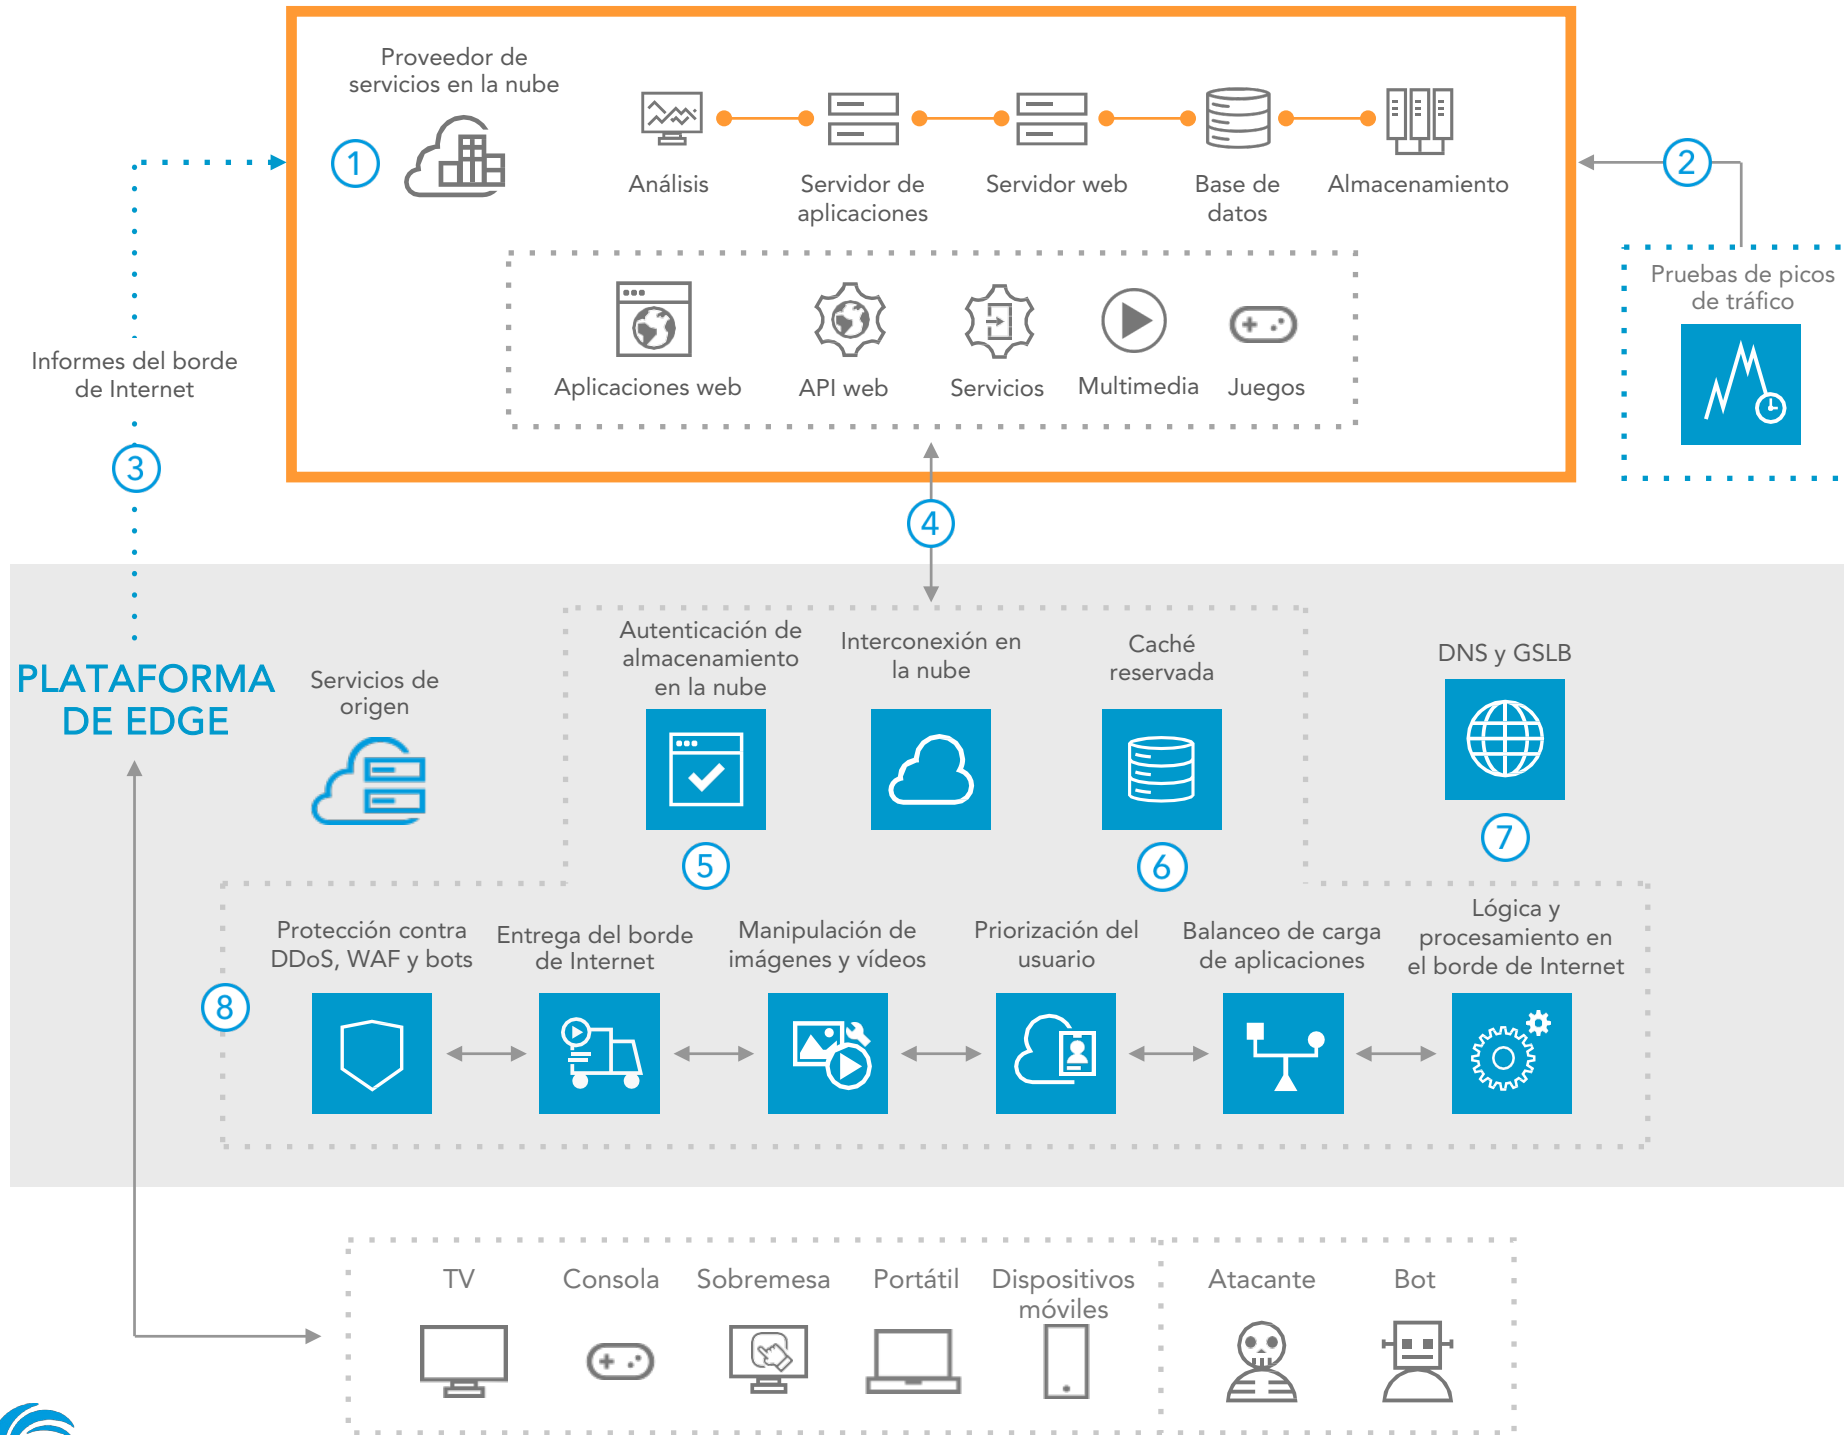 Proveedor de
servicios en la nube
1
Análisis
Servidor de
aplicaciones
Servidor web
Base de
datos
Almacenamiento
2
Aplicaciones web
API web
Servicios
Multimedia
Juegos
Pruebas de picos
de tráfico
Informes del borde
de Internet
3
4
PLATAFORMA
DE EDGE
Servicios de
origen
Autenticación de
almacenamiento
en la nube
Interconexión en
la nube
Caché
reservada
DNS y GSLB
5
6
7
Protección contra
DDoS, WAF y bots
Entrega del borde
de Internet
Manipulación de
imágenes y vídeos
Priorización del
usuario
Balanceo de carga
de aplicaciones
Lógica y
procesamiento en
el borde de Internet
8
TV
Consola
Sobremesa
Portátil
Dispositivos
móviles
Atacante
Bot